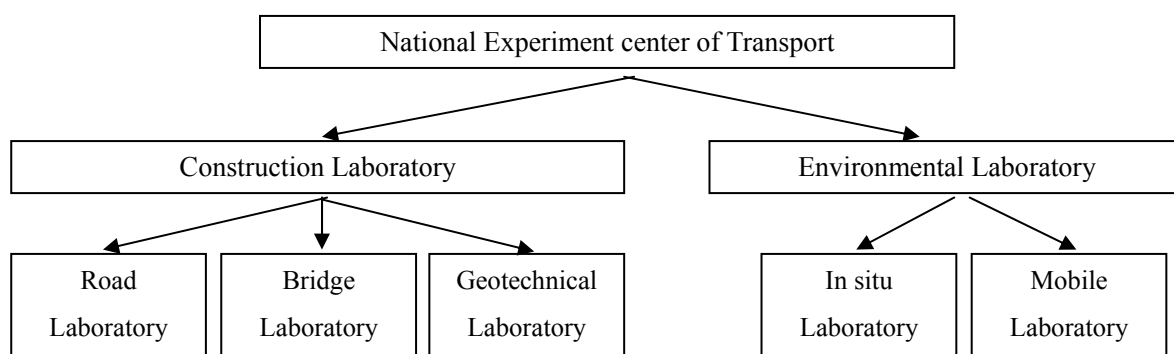 National Experiment center of Transport
Construction Laboratory
Environmental Laboratory
Road
Laboratory
Bridge
Laboratory
Geotechnical
Laboratory
In situ
Laboratory
Mobile
Laboratory